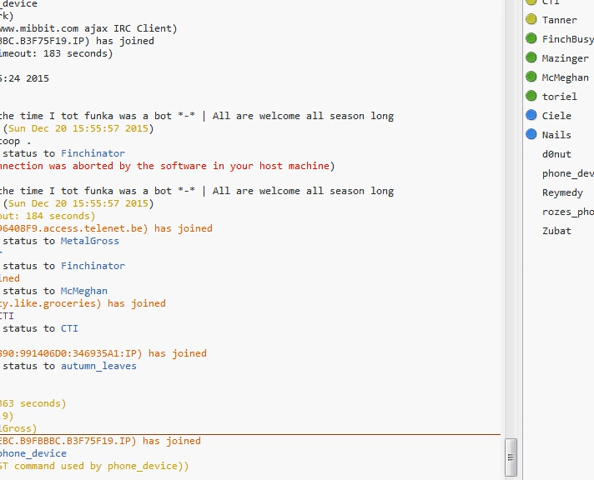 _device
rk)
www.mibbit.com ajax IRC Client)
BBC.B3F75F19.IP) has joined
imeout: 183 seconds)
5:24 2015
the time I tot funka was a bot *-* | All are welcome all season long
(Sun Dec 20 15:55:57 2015)
coop .
status to Finchinator
nnection was aborted by the software in your host machine)
the time I tot funka was a bot *-* | All are welcome all season long
(Sun Dec 20 15:55:57 2015)
out: 184 seconds)
96408F9.access.telenet.be) has joined
status to MetalGross
r
status to Finchinator
ined
status to McMeghan
ty.like.groceries) has joined
CTI
status to CTI
890:991406D0:346935A1:IP) has joined
status to autumn_leaves
363 seconds)
.9)
lGross)
EBC.B9FBBBC.B3F75F19.IP) has joined
phone_device
ST command used by phone_device))
CTI
Tanner
FinchBusy
Mazinger
McMeghan
toriel
Ciele
Nails
d0nut
phone_dev
Reymedy
rozes_pho
Zubat